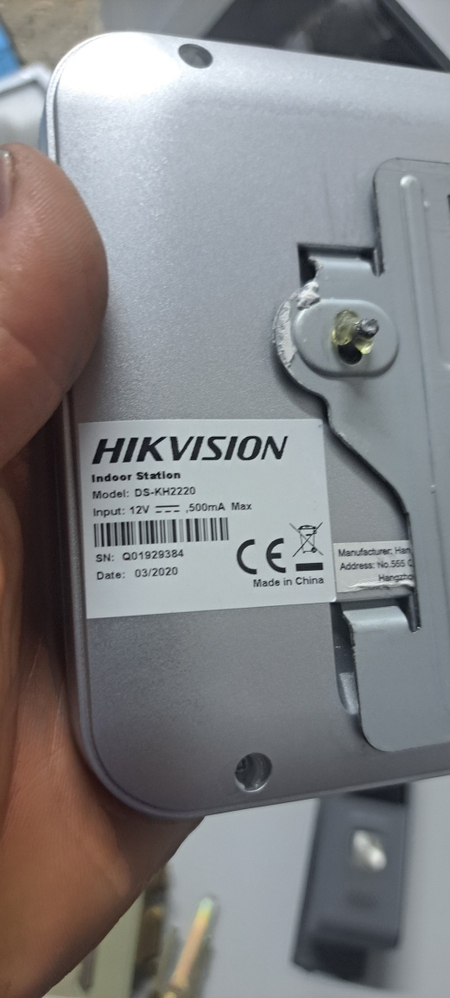 HIKVISION
Indoor Station
Model: DS-KH2220
Input: 12V ⎓ ,500mA Max
SN: Q01929384
Date: 03/2020
CE
Made in China
Manufacturer: Han
Address: No.555
Hangzho